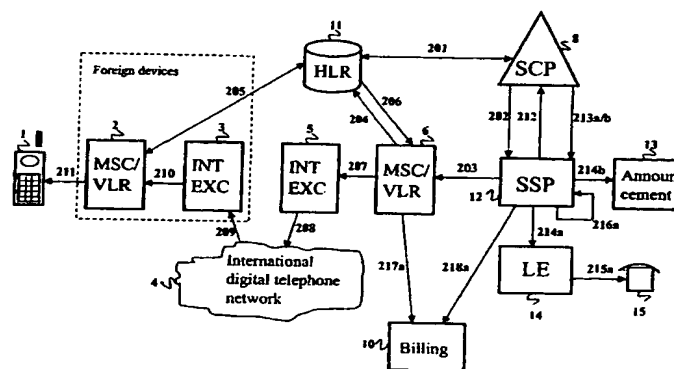 11
HLR
201
8
SCP
Foreign devices
205
206
204
202
212
213a/b
1
2
3
5
6
13
MSC/
VLR
INT
EXC
INT
EXC
MSC/
VLR
SSP
Announ
cement
211
210
207
203
12
214b
216a
209
208
214a
4
International
digital telephone
network
217a
218a
LE
215a
14
15
10
Billing